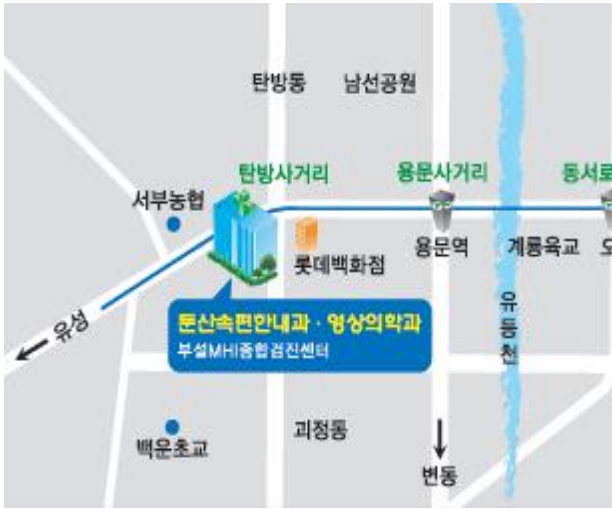 탄방동
남선공원
탄방사거리
용문사거리
동서로
서부농협
롯데백화점
용문역
계룡육교
오
둔산속편한내과 · 영상의학과
부설MHI종합검진센터
유성
유등천
백운초교
괴정동
변동